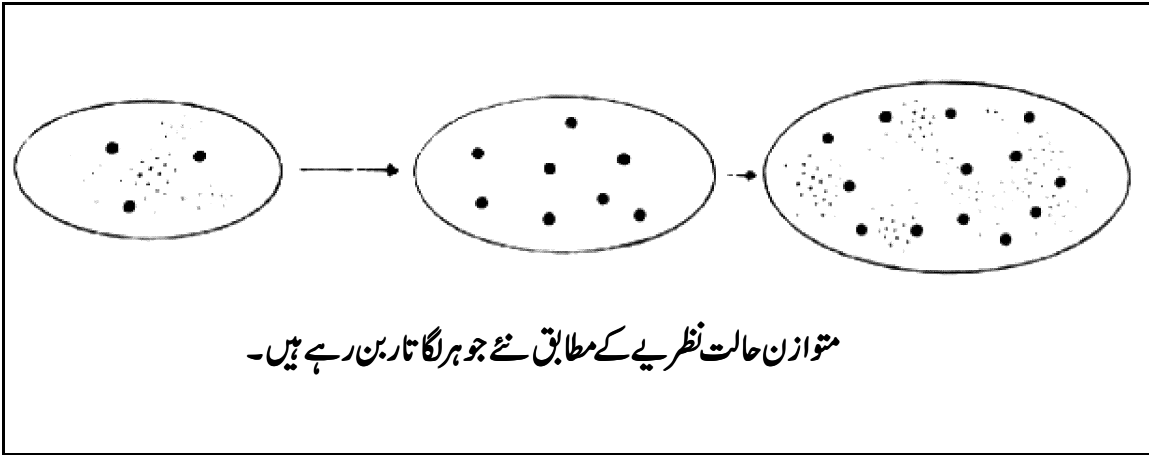 متوازن حالت نظریے کے مطابق نئے جوہر لگاتار بن رہے ہیں۔